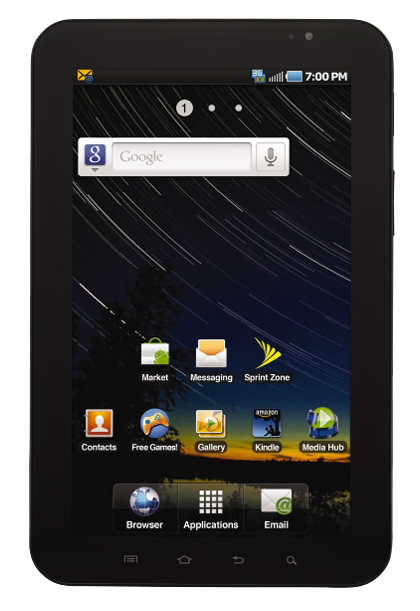 3G 7:00 PM
1
8 Google
Market Messaging Sprint Zone
amazon
Contacts Free Games! Gallery Kindle Media Hub
Browser Applications Email